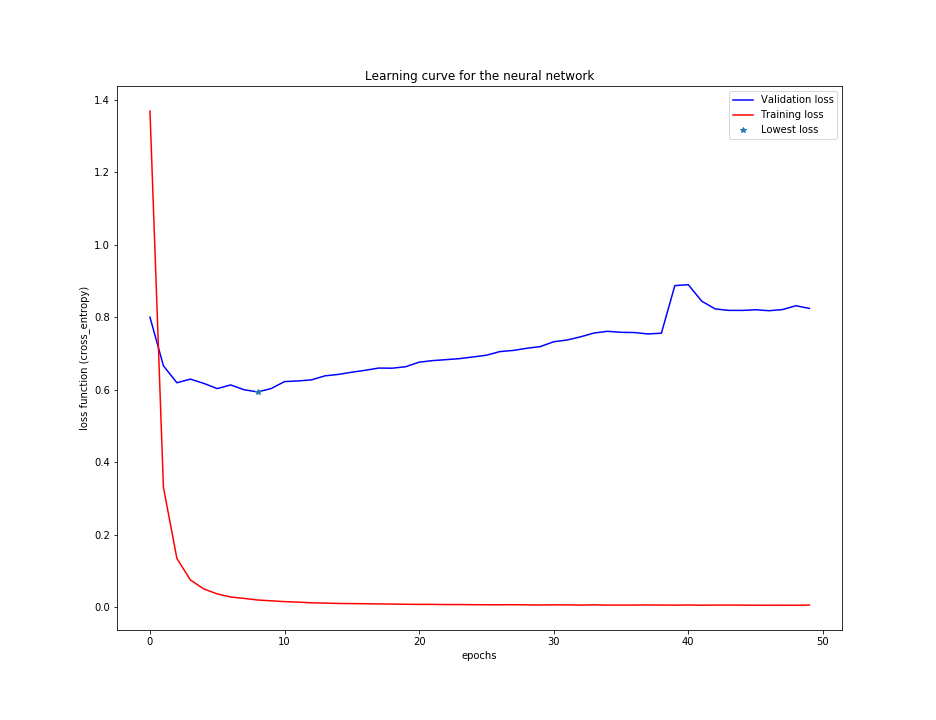 Learning curve for the neural network
Validation loss
Training loss
Lowest loss
loss function (cross_entropy)
1.4
1.2
1.0
0.8
0.6
0.4
0.2
0.0
0 10 20 30 40 50
epochs